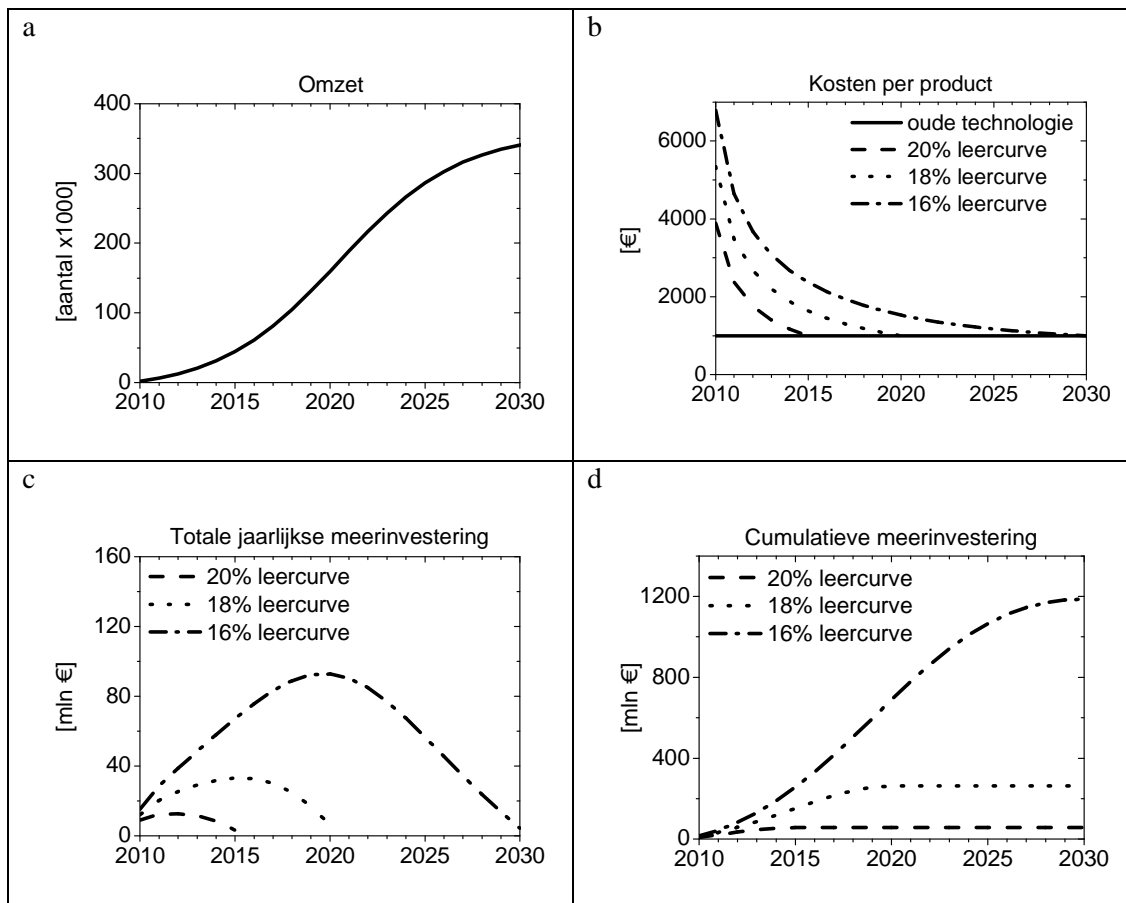 a
Omzet
400
300
200
100
0
[aantal x1000]
2010 2015 2020 2025 2030
b
Kosten per product
6000
4000
2000
0
[€]
oude technologie
20% leercurve
18% leercurve
16% leercurve
2010 2015 2020 2025 2030
c
Totale jaarlijkse meerinvestering
160
120
80
40
0
[mln €]
20% leercurve
18% leercurve
16% leercurve
2010 2015 2020 2025 2030
d
Cumulatieve meerinvestering
1200
800
400
0
[mln €]
20% leercurve
18% leercurve
16% leercurve
2010 2015 2020 2025 2030